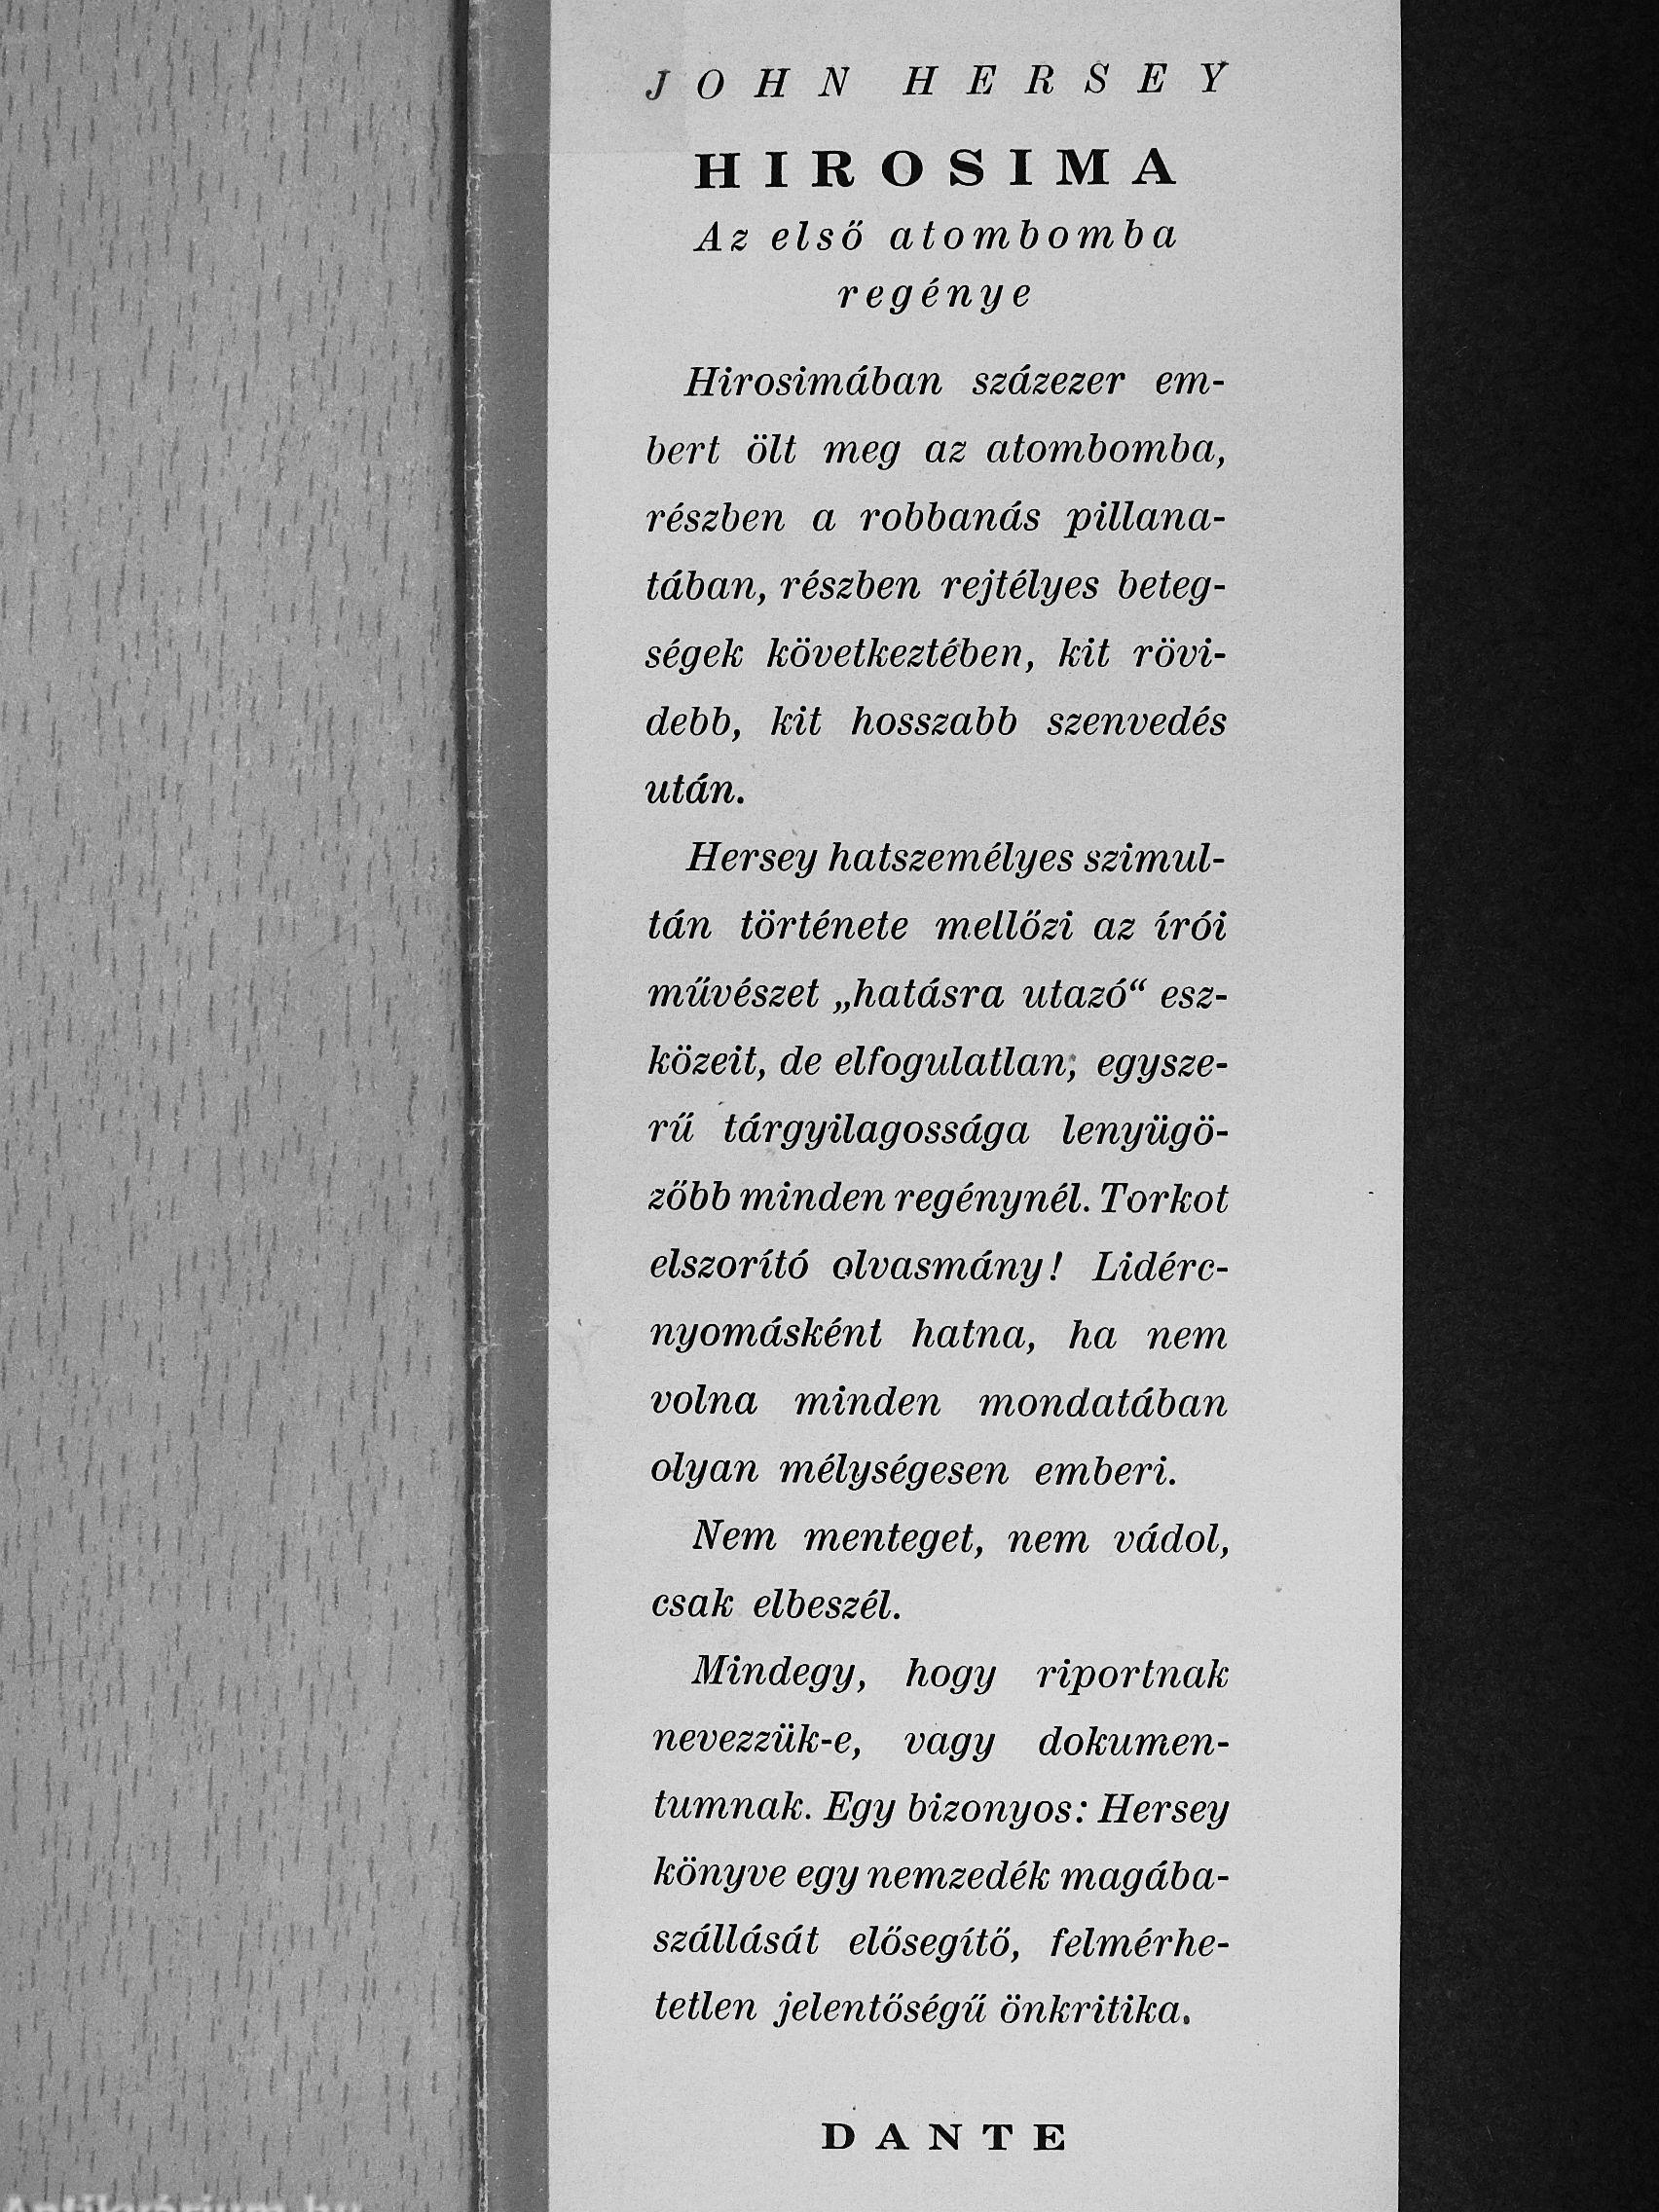 JOHN HERSEY
HIROSIMA
Az első atombomba
regénye
Hirosimában százezer em-
bert ölt meg az atombomba,
részben a robbanás pillana-
tában, részben rejtélyes beteg-
ségek következtében, kit rövi-
debb, kit hosszabb szenvedés
után.
Hersey hatszemélyes szimul-
tán története mellőzi az írói
művészet „hatásra utazó“ esz-
közeit, de elfogulatlan, egysze-
rű tárgyilagossága lenyügö-
zőbb minden regénynél. Torkot
elszorító olvasmány! Lidérc-
nyomásként hatna, ha nem
volna minden mondatában
olyan mélységesen emberi.
Nem menteget, nem vádol,
csak elbeszél.
Mindegy, hogy riportnak
nevezzük-e, vagy dokumen-
tumnak. Egy bizonyos: Hersey
könyve egy nemzedék magába-
szállását elősegítő, felmérhe-
tetlen jelentőségű önkritika.
DANTE